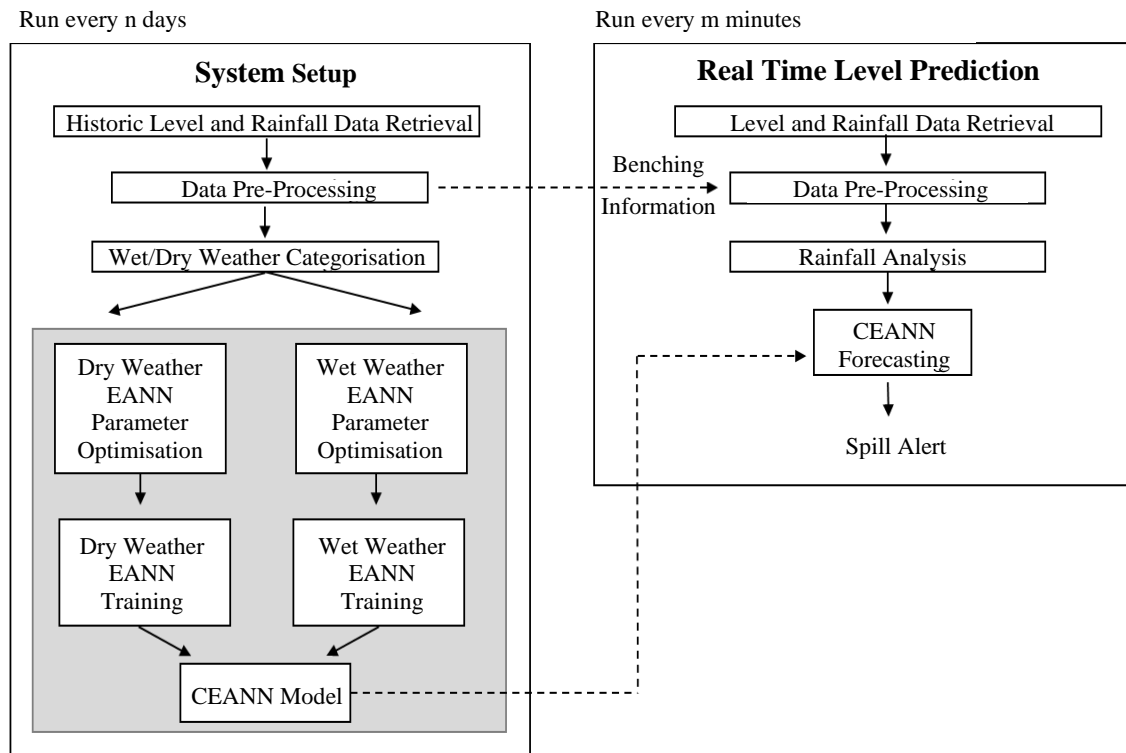 Run every n days
System Setup
Historic Level and Rainfall Data Retrieval
Data Pre-Processing
Wet/Dry Weather Categorisation
Dry Weather
EANN
Parameter
Optimisation
Wet Weather
EANN
Parameter
Optimisation
Dry Weather
EANN
Training
Wet Weather
EANN
Training
CEANN Model
Benching
Information
Run every m minutes
Real Time Level Prediction
Level and Rainfall Data Retrieval
Data Pre-Processing
Rainfall Analysis
CEANN
Forecasting
Spill Alert